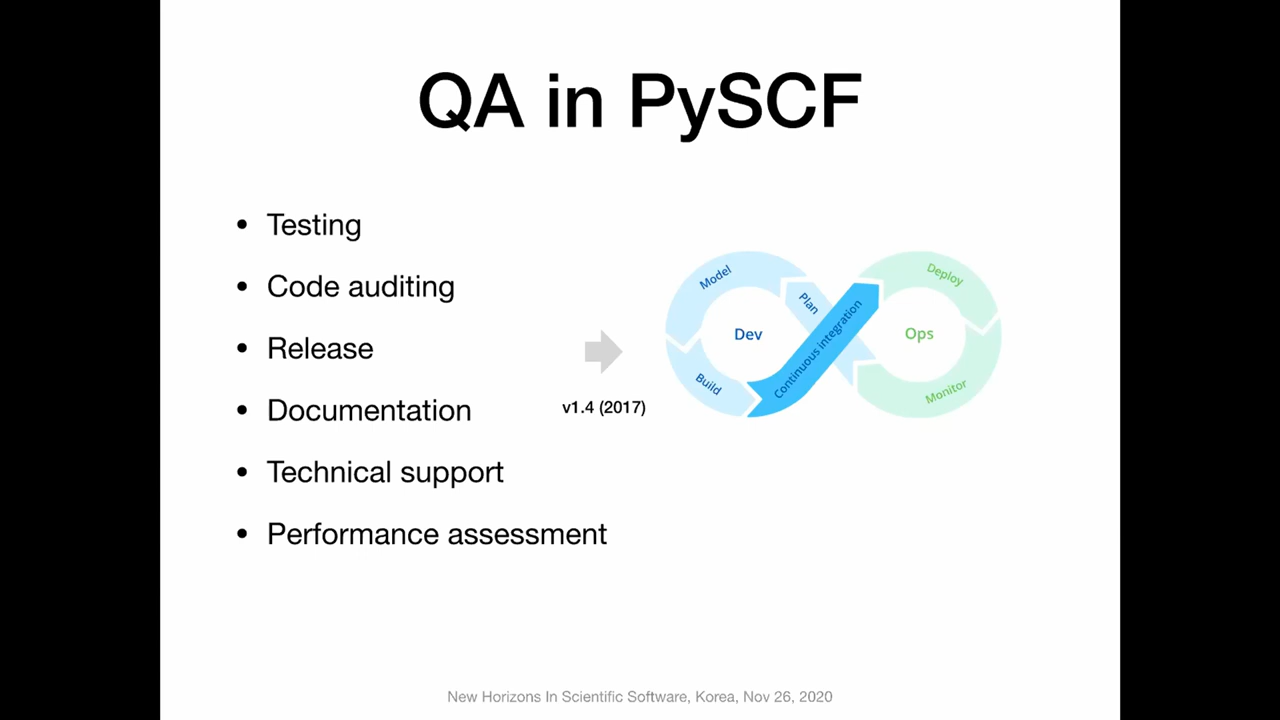 QA in PySCF
• Testing
• Code auditing
• Release
• Documentation
• Technical support
• Performance assessment
v1.4 (2017)
Model
Plan
Dev
Build
Continuous integration
Deploy
Ops
Monitor
New Horizons In Scientific Software, Korea, Nov 26, 2020